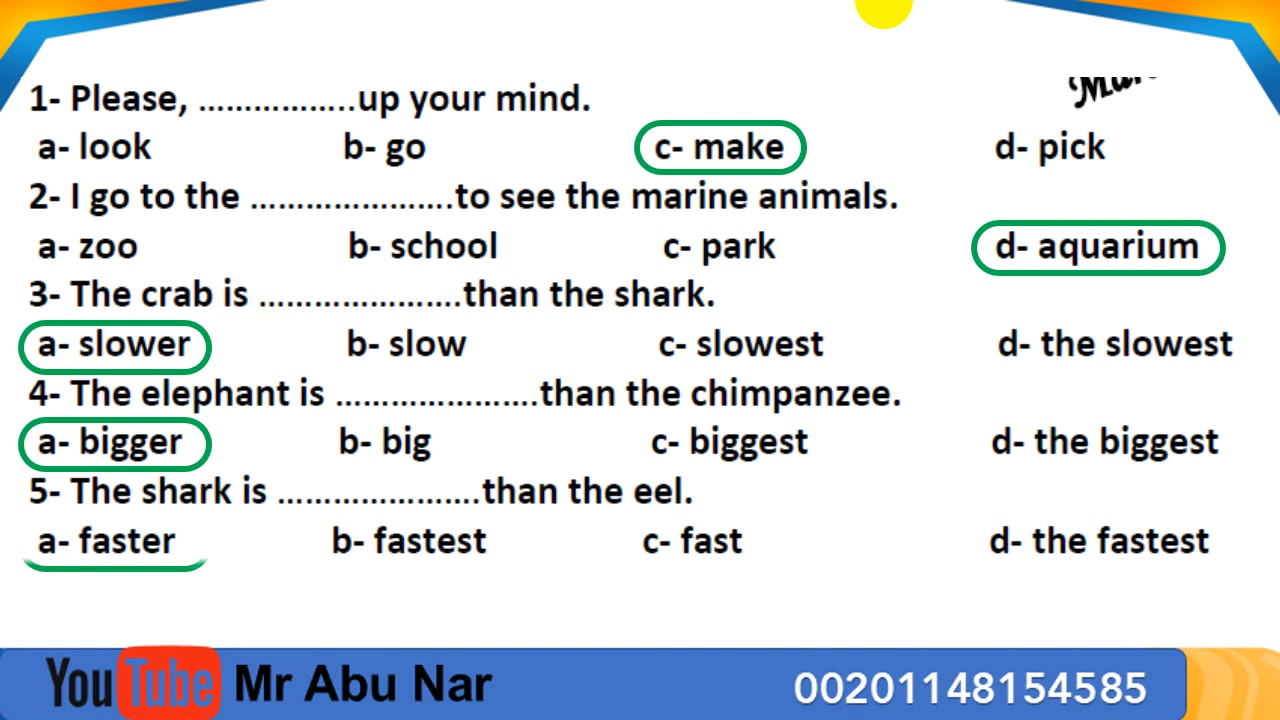 1- Please, ..................up your mind.
a- look b- go c- make d- pick
2- I go to the ......................to see the marine animals.
a- zoo b- school c- park d- aquarium
3- The crab is ......................than the shark.
a- slower b- slow c- slowest d- the slowest
4- The elephant is ......................than the chimpanzee.
a- bigger b- big c- biggest d- the biggest
5- The shark is ......................than the eel.
a- faster b- fastest c- fast d- the fastest
YouTube Mr Abu Nar 00201148154585